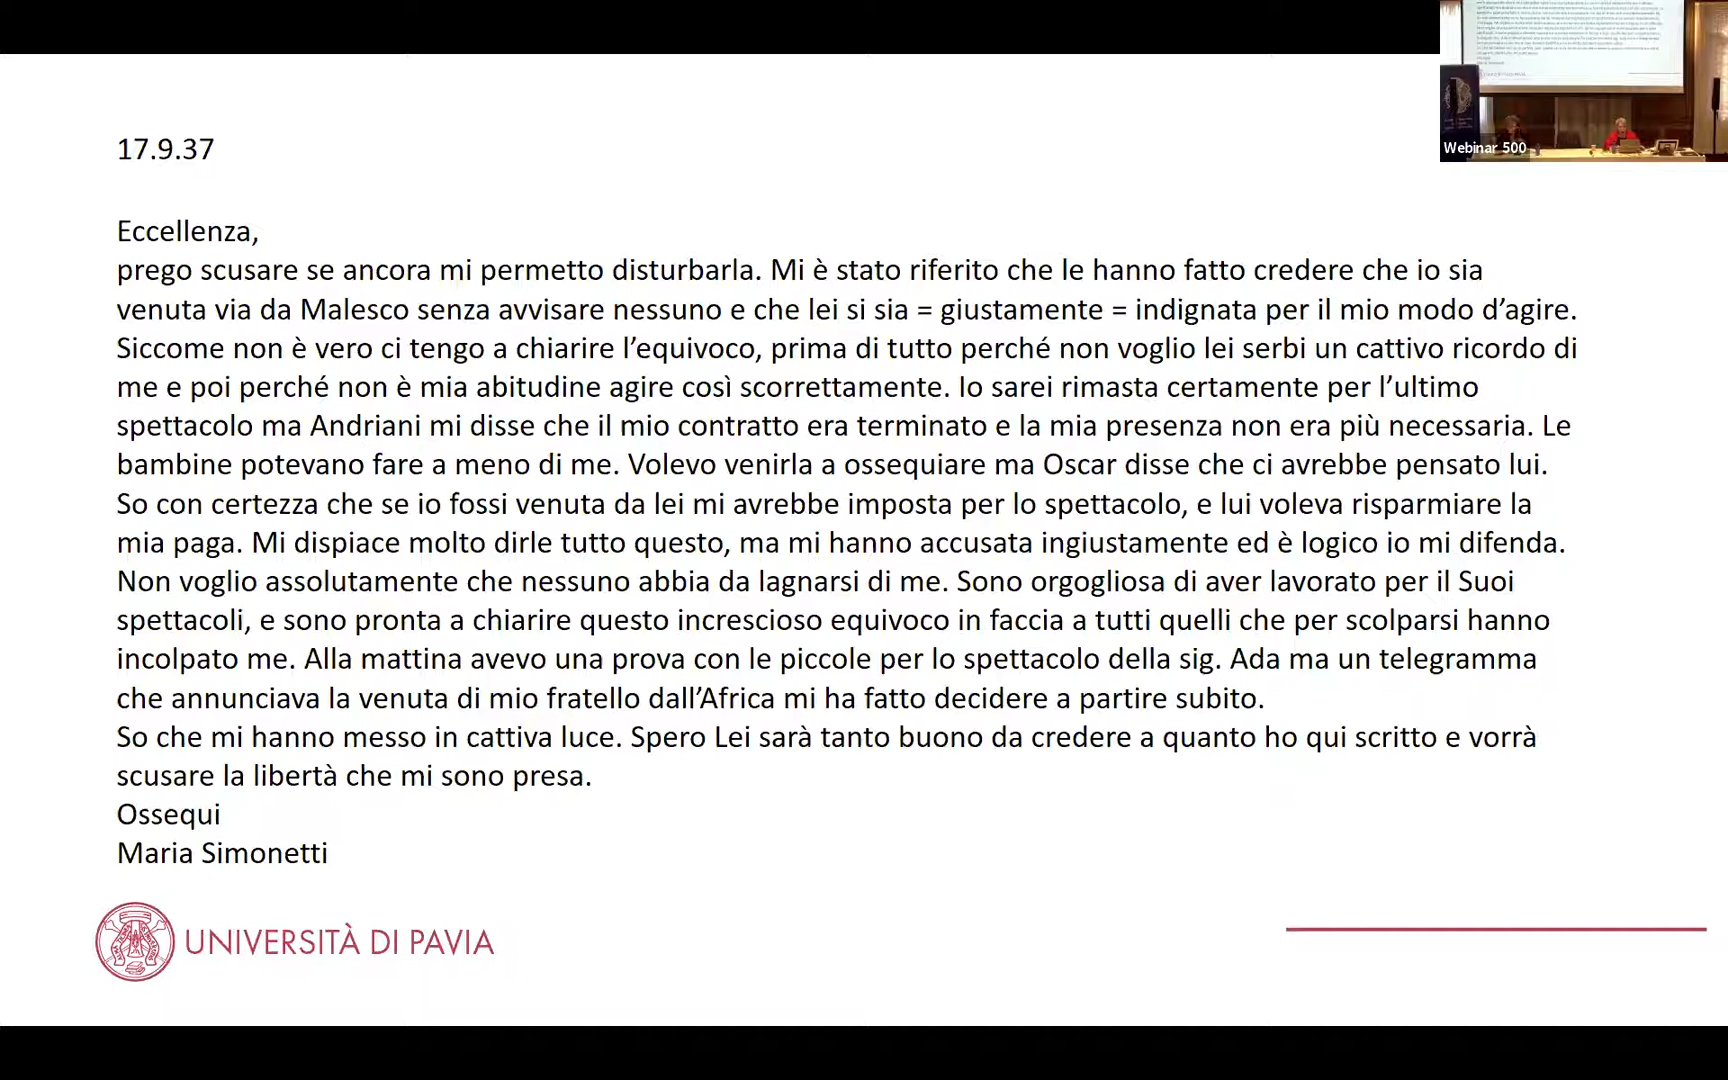 17.9.37
Eccellenza,
prego scusare se ancora mi permetto disturbarla. Mi è stato riferito che le hanno fatto credere che io sia
venuta via da Malesco senza avvisare nessuno e che lei si sia = giustamente = indignata per il mio modo d’agire.
Siccome non è vero ci tengo a chiarire l’equivoco, prima di tutto perché non voglio lei serbi un cattivo ricordo di
me e poi perché non è mia abitudine agire così scorrettamente. Io sarei rimasta certamente per l’ultimo
spettacolo ma Andriani mi disse che il mio contratto era terminato e la mia presenza non era più necessaria. Le
bambine potevano fare a meno di me. Volevo venirla a ossequiare ma Oscar disse che ci avrebbe pensato lui.
So con certezza che se io fossi venuta da lei mi avrebbe imposta per lo spettacolo, e lui voleva risparmiare la
mia paga. Mi dispiace molto dirle tutto questo, ma mi hanno accusata ingiustamente ed è logico io mi difenda.
Non voglio assolutamente che nessuno abbia da lagnarsi di me. Sono orgogliosa di aver lavorato per il Suoi
spettacoli, e sono pronta a chiarire questo increscioso equivoco in faccia a tutti quelli che per scolparsi hanno
incolpato me. Alla mattina avevo una prova con le piccole per lo spettacolo della sig. Ada ma un telegramma
che annunciava la venuta di mio fratello dall’Africa mi ha fatto decidere a partire subito.
So che mi hanno messo in cattiva luce. Spero Lei sarà tanto buono da credere a quanto ho qui scritto e vorrà
scusare la libertà che mi sono presa.
Ossequi
Maria Simonetti
UNIVERSITÀ DI PAVIA
Webinar 500